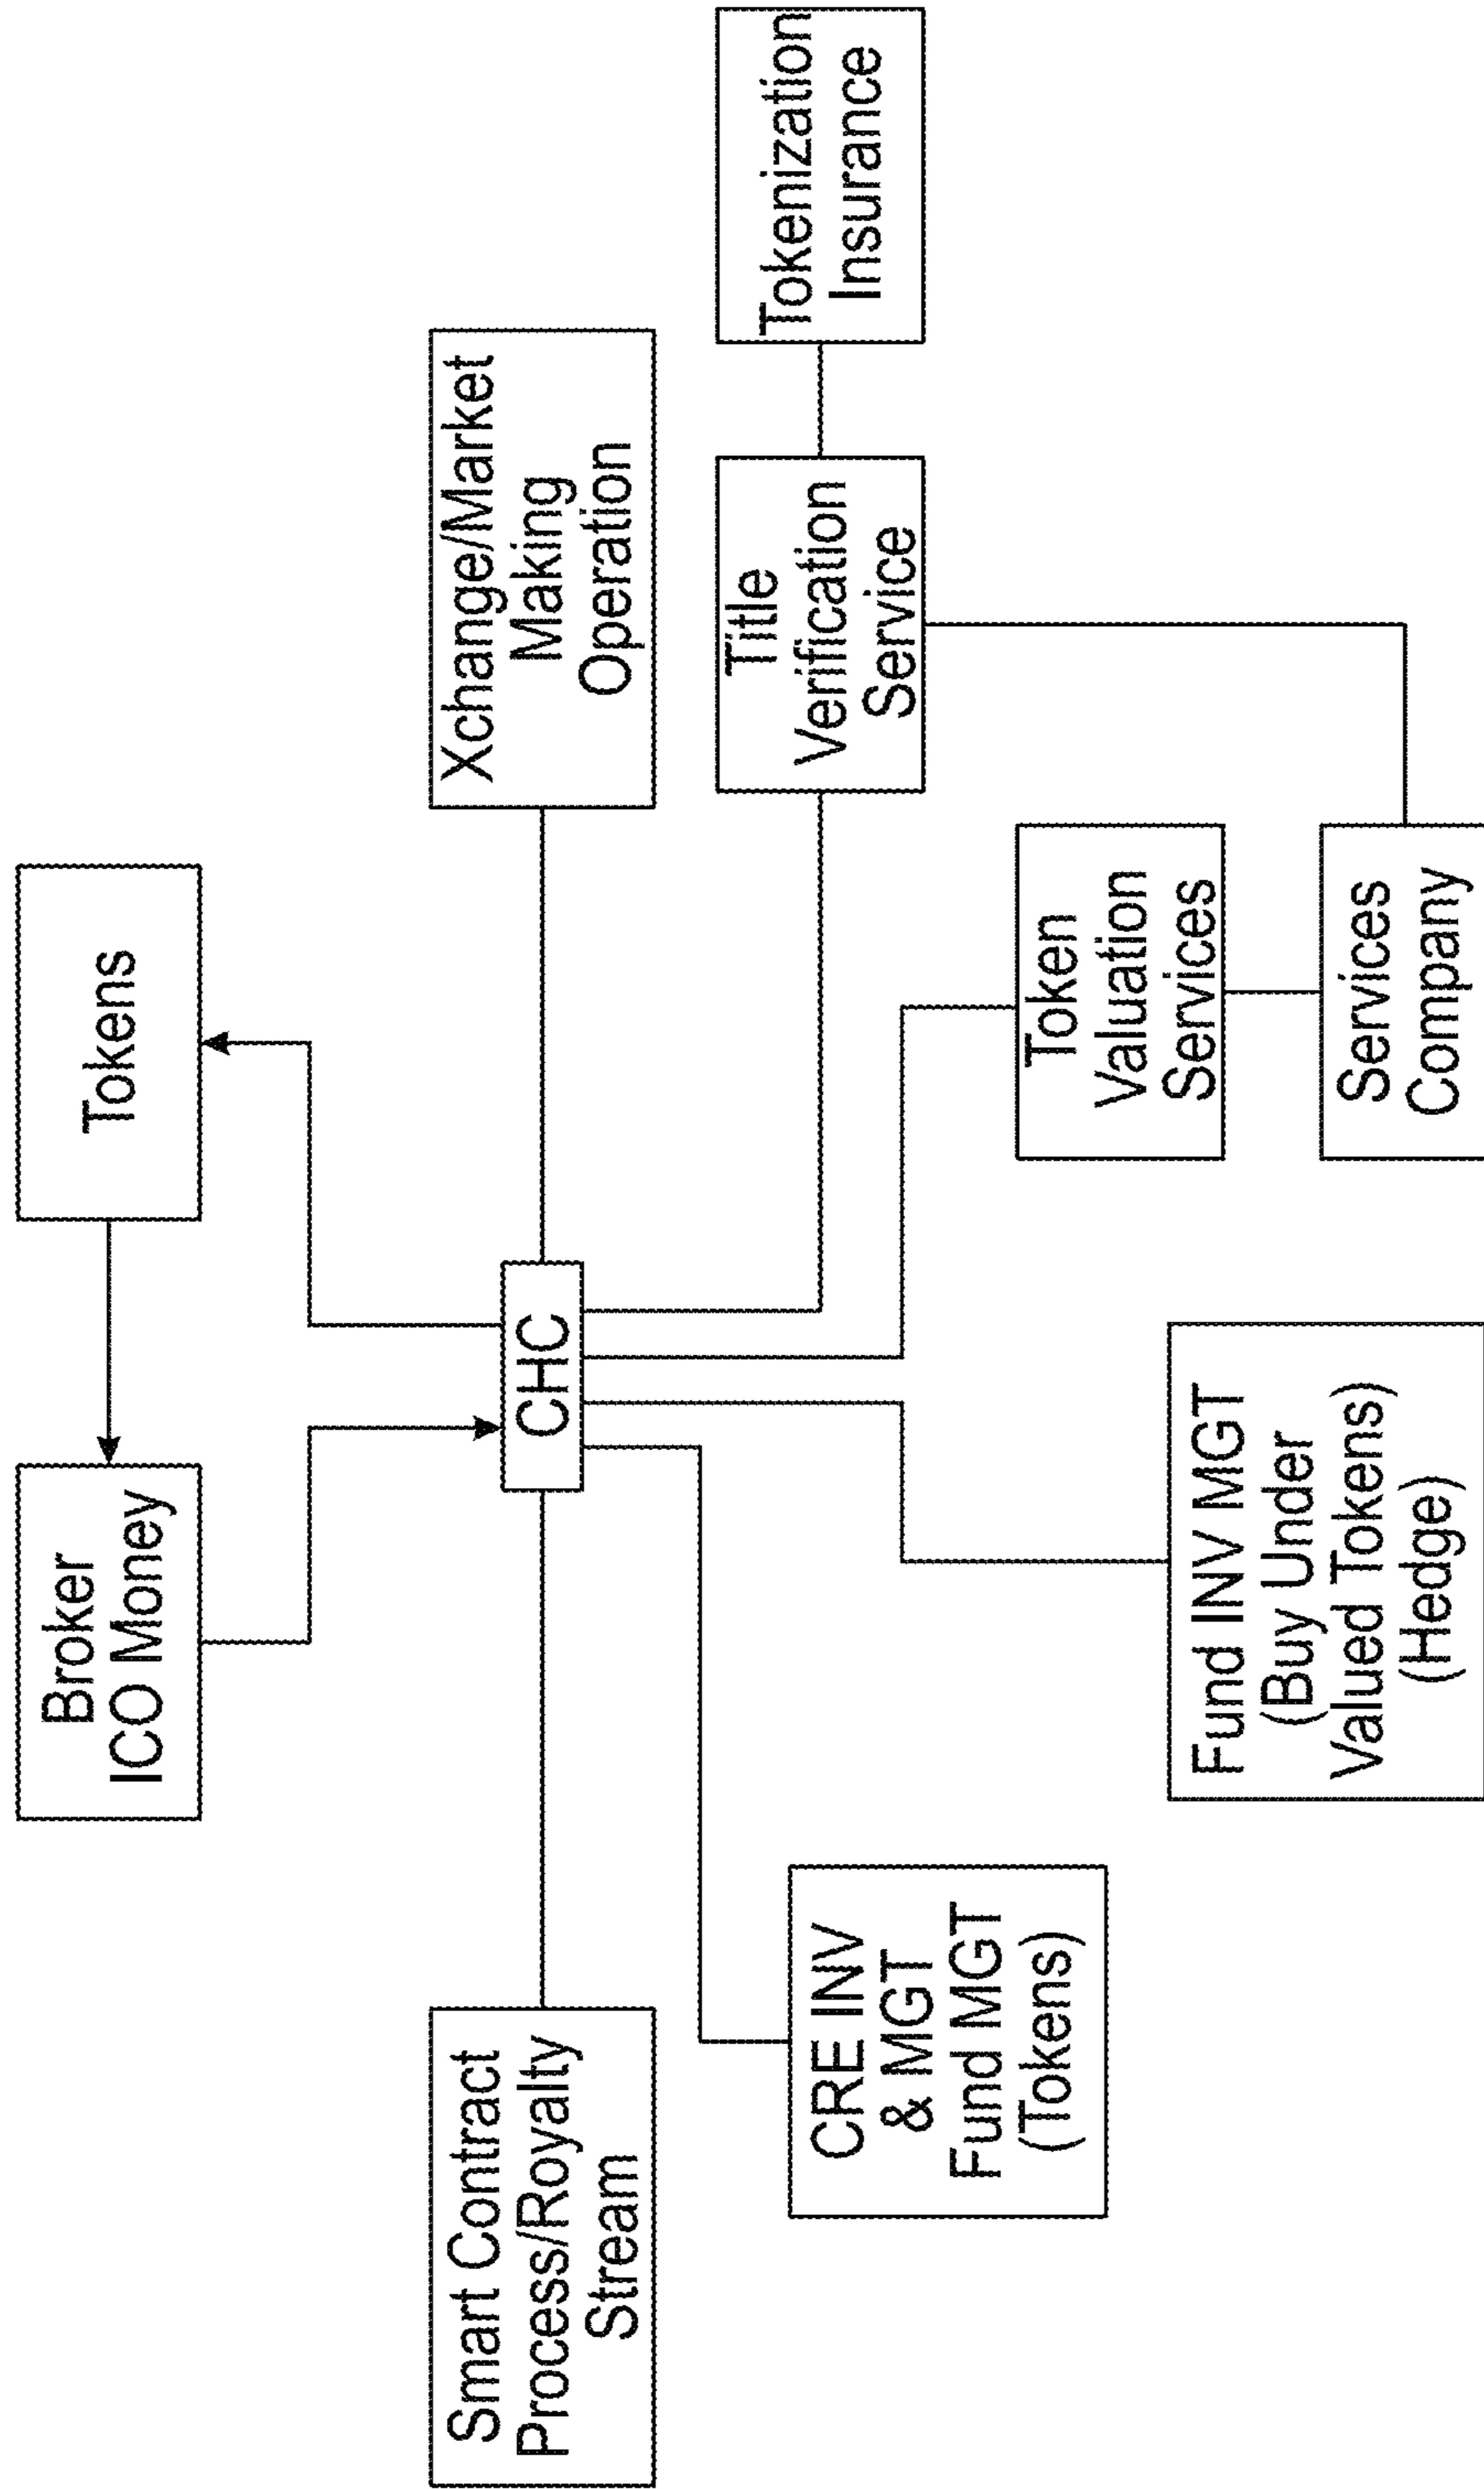 Broker
ICO Money
Tokens
Smart Contract
Process/Royalty
Stream
CHC
Xchange/Market
Making
Operation
CRE INV
& MGT
Fund MGT
(Tokens)
Title
Verification
Service
Tokenization
Insurance
Token
Valuation
Services
Fund INV MGT
(Buy Under
Valued Tokens)
(Hedge)
Services
Company